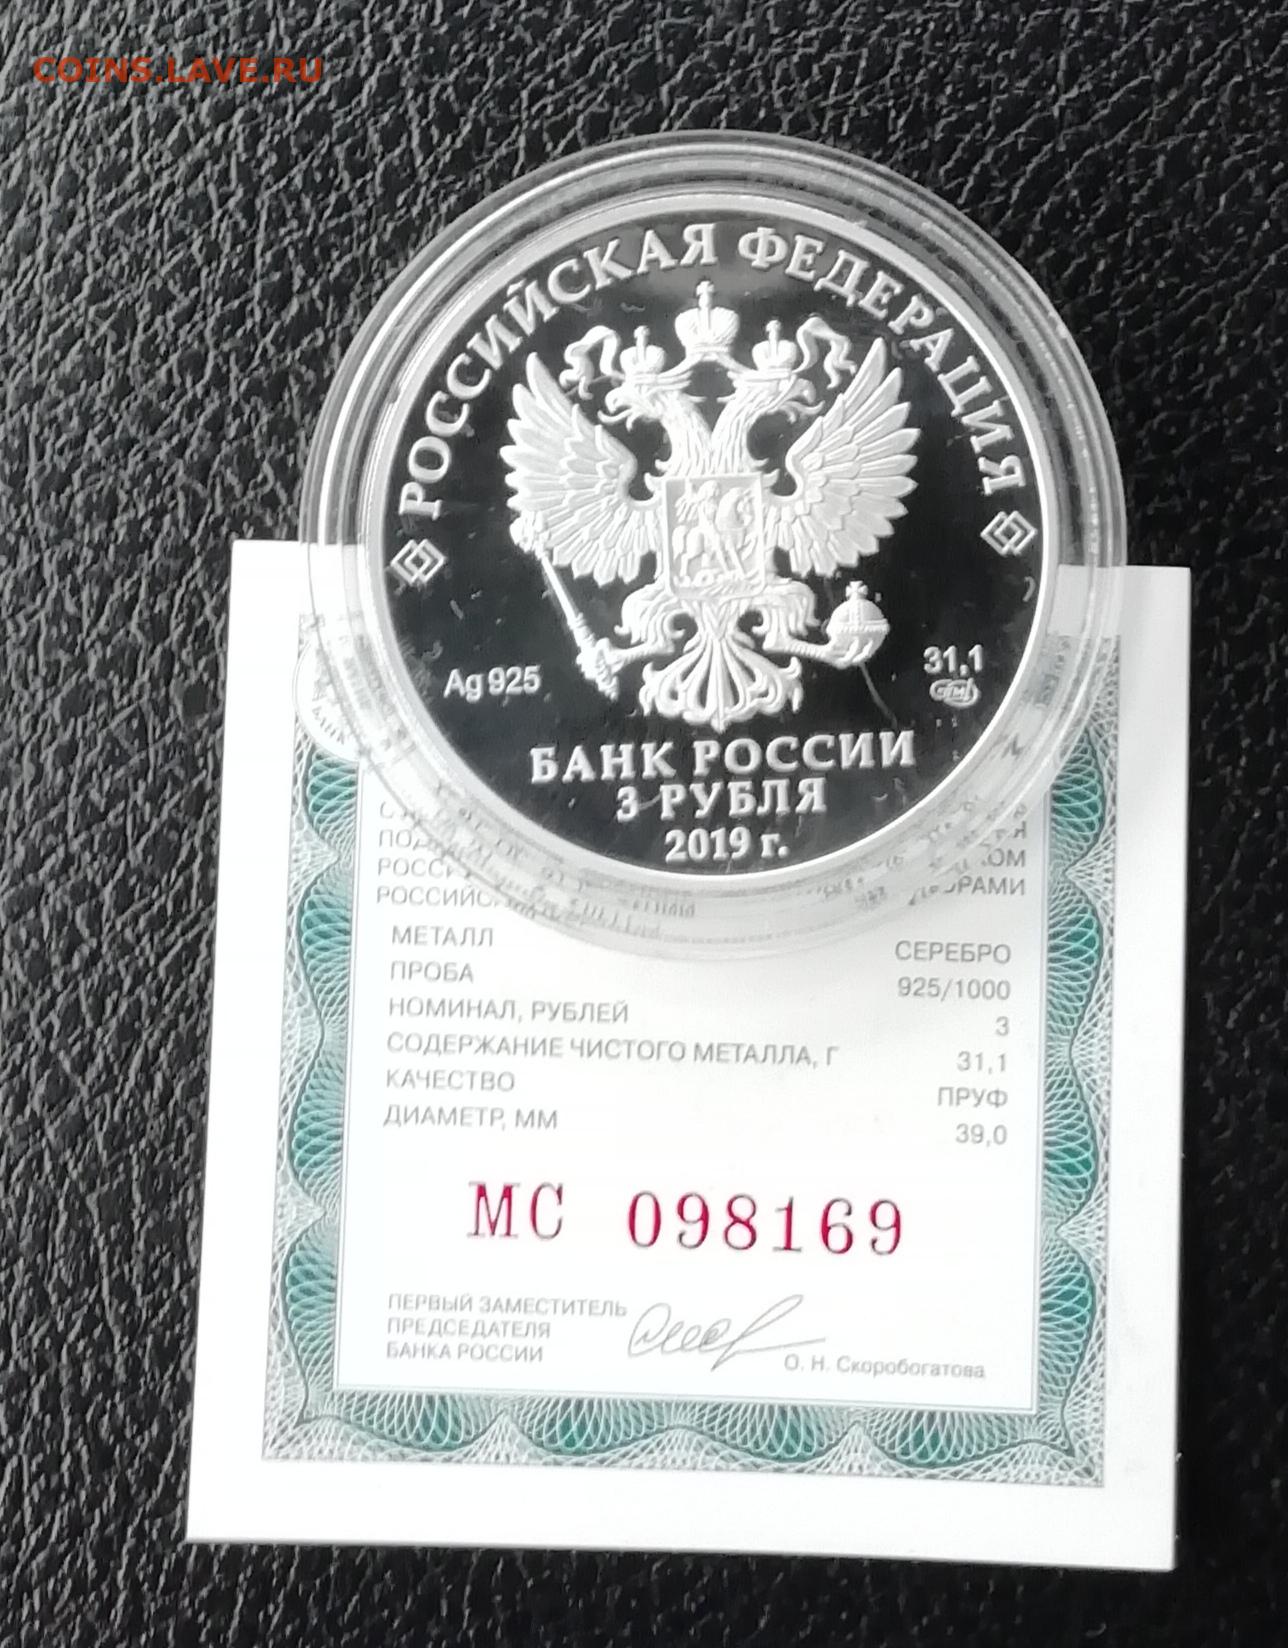 COINS.LAVE.RU
РОССИЙСКАЯ ФЕДЕРАЦИЯ
Ag 925
31,1
БАНК РОССИИ
3 РУБЛЯ
2019 г.
МЕТАЛЛ СЕРЕБРО
ПРОБА 925/1000
НОМИНАЛ, РУБЛЕЙ 3
СОДЕРЖАНИЕ ЧИСТОГО МЕТАЛЛА, Г 31,1
КАЧЕСТВО ПРУФ
ДИАМЕТР, ММ 39,0
МС 098169
ПЕРВЫЙ ЗАМЕСТИТЕЛЬ
ПРЕДСЕДАТЕЛЯ
БАНКА РОССИИ
О. Н. Скоробогатова